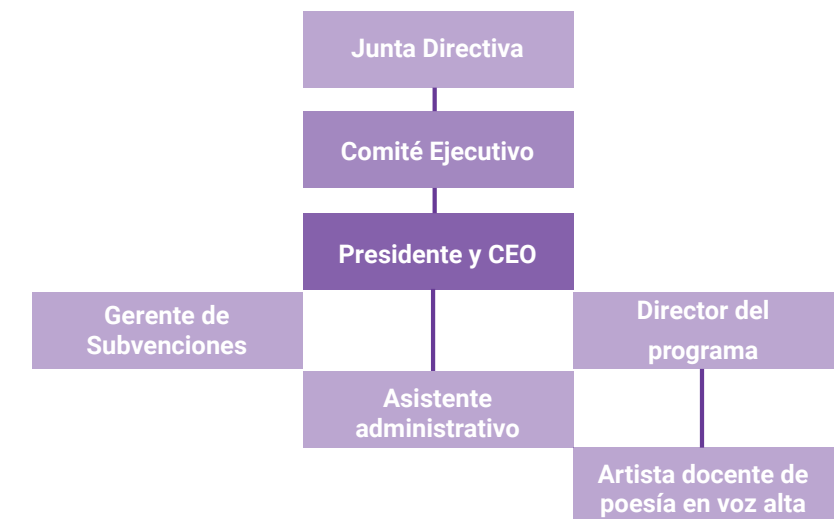 Junta Directiva
Comité Ejecutivo
Presidente y CEO
Gerente de
Subvenciones
Director del
programa
Asistente
administrativo
Artista docente de
poesía en voz alta